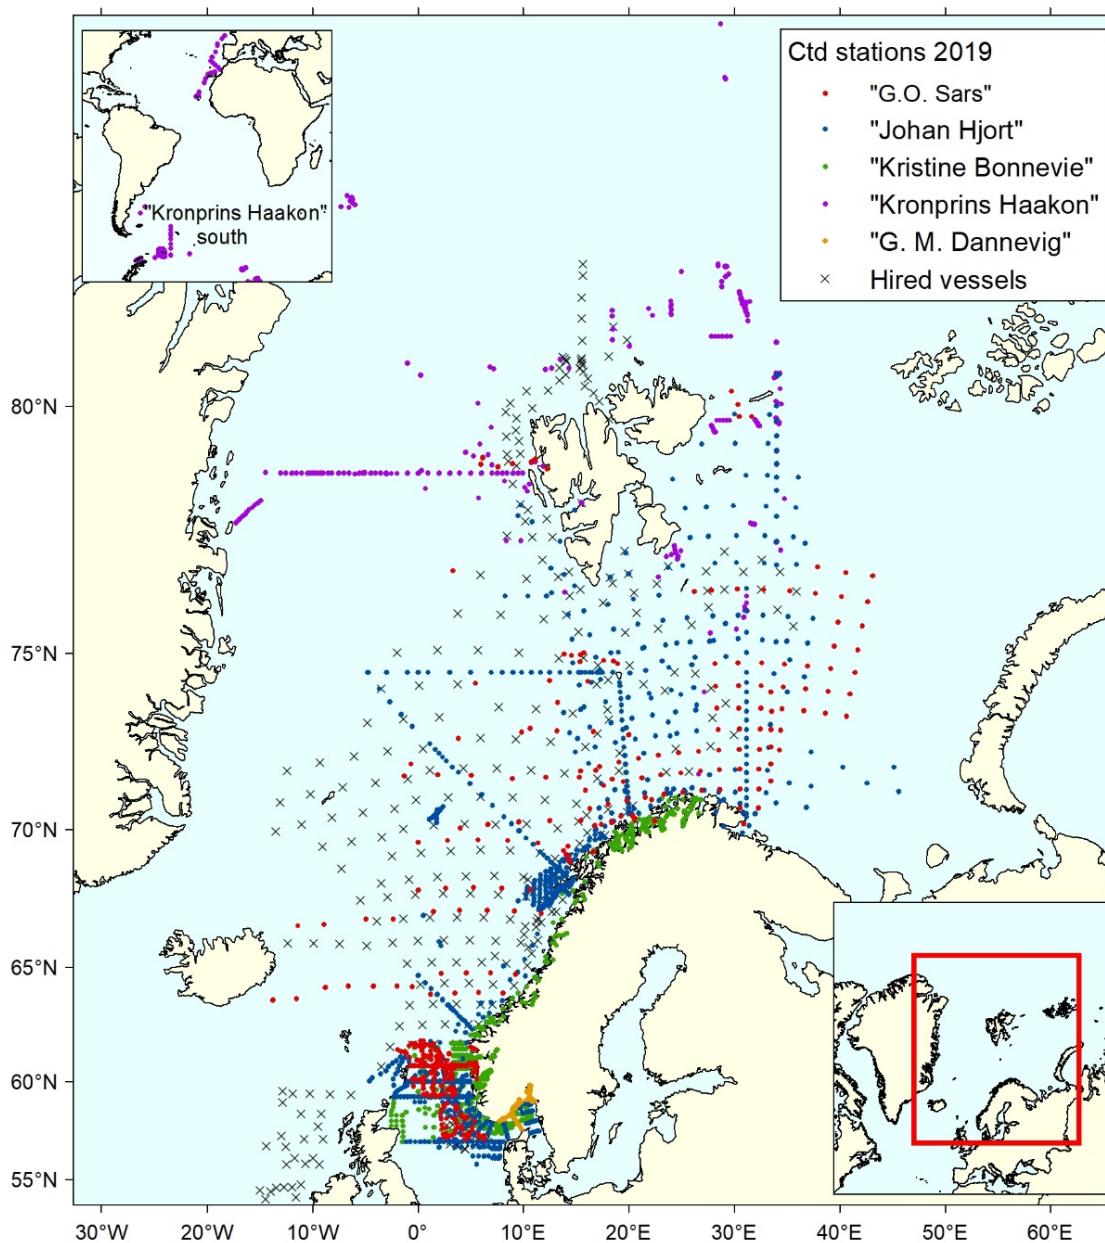 Ctd stations 2019
"G.O. Sars"
"Johan Hjort"
"Kristine Bonnevie"
"Kronprins Haakon"
"G. M. Dannevig"
Hired vessels
"Kronprins Haakon"
south
80°N
75°N
70°N
65°N
60°N
55°N
30°W
20°W
10°W
0°
10°E
20°E
30°E
40°E
50°E
60°E